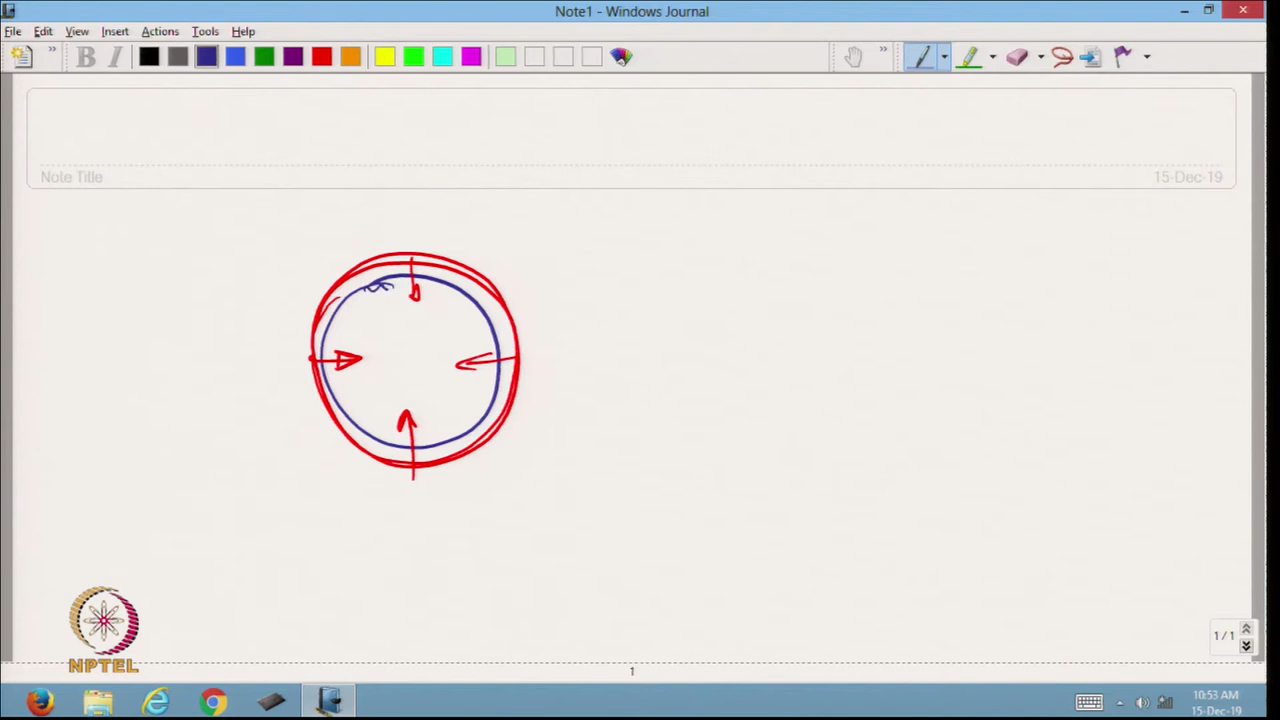 Note1 - Windows Journal
File Edit View Insert Actions Tools Help
B I
Note Title
15-Dec-19
1 / 1
NPTEL
1
10:53 AM
15-Dec-19